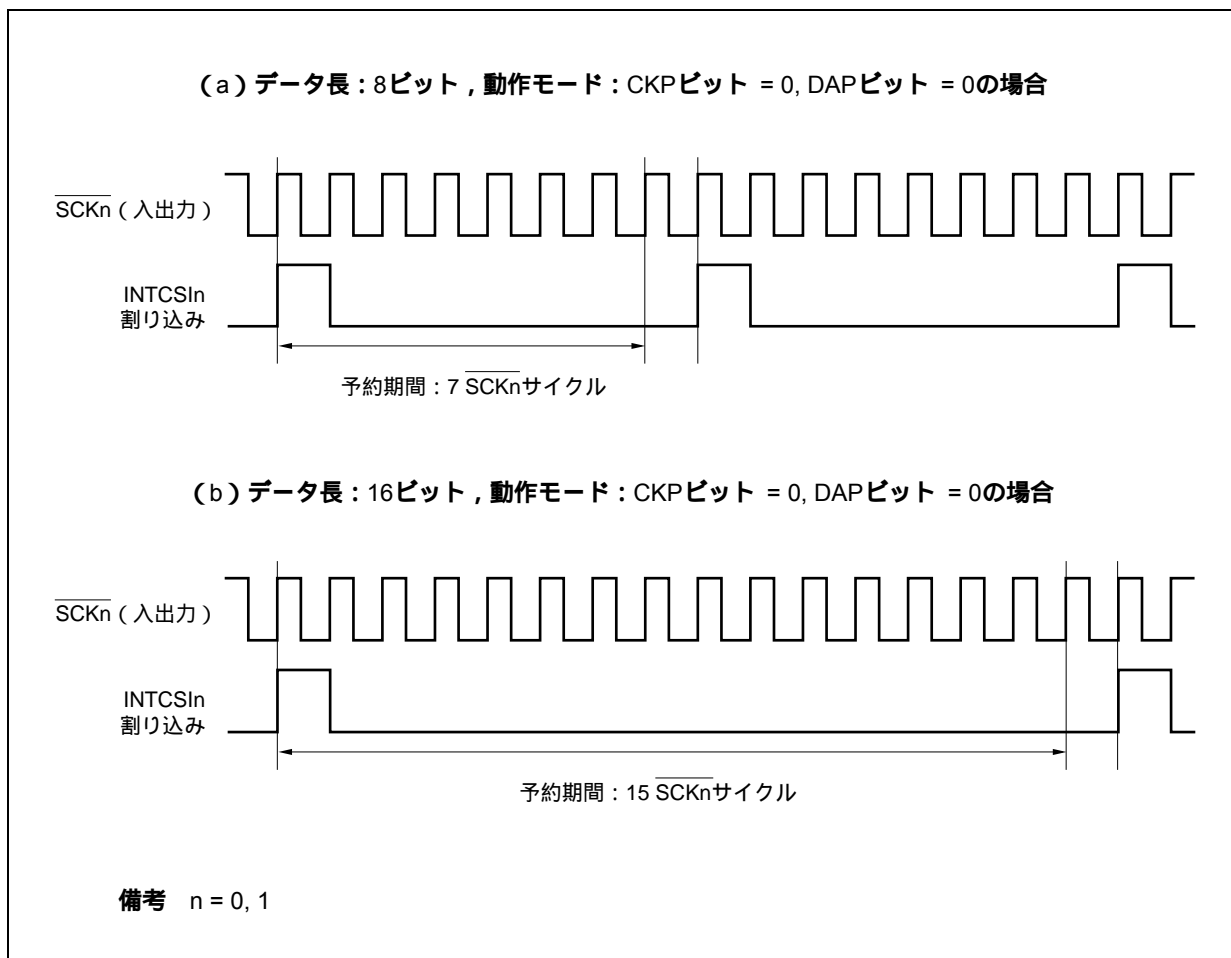 （a）データ長：8ビット，動作モード：CKPビット = 0, DAPビット = 0の場合
SCKn（入出力）
INTCSIn
割り込み
予約期間：7 SCKnサイクル
（b）データ長：16ビット，動作モード：CKPビット = 0, DAPビット = 0の場合
SCKn（入出力）
INTCSIn
割り込み
予約期間：15 SCKnサイクル
備考 n = 0, 1